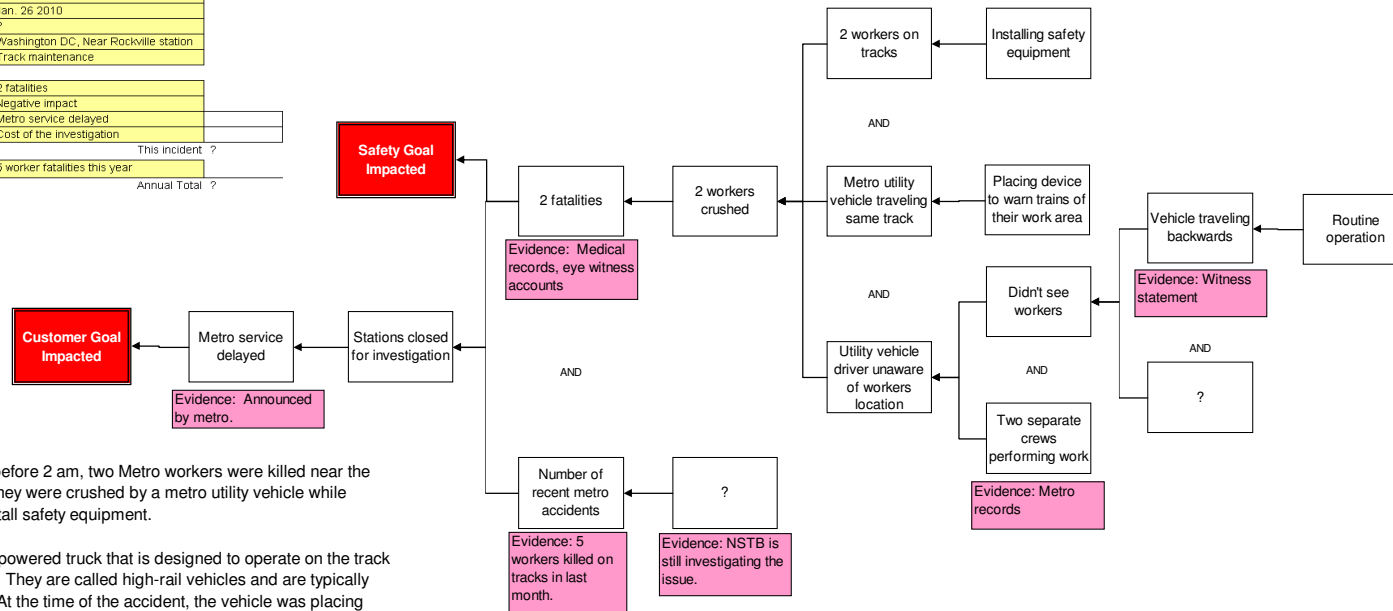 Jan. 26 2010
?
Washington DC, Near Rockville station
Track maintenance
2 fatalities
Negative impact
Metro service delayed
Cost of the investigation
This incident ?
5 worker fatalities this year
Annual Total ?
2 workers on
tracks
Installing safety
equipment
AND
Safety Goal
Impacted
2 fatalities
Evidence: Medical
records, eye witness
accounts
2 workers
crushed
Metro utility
vehicle traveling
same track
Placing device
to warn trains of
their work area
Vehicle traveling
backwards
Evidence: Witness
statement
Routine
operation
AND
Didn't see
workers
AND
?
Utility vehicle
driver unaware
of workers
location
AND
Two separate
crews
performing work
Evidence: Metro
records
Customer Goal
Impacted
Metro service
delayed
Evidence: Announced
by metro.
Stations closed
for investigation
AND
Number of
recent metro
accidents
Evidence: 5
workers killed on
tracks in last
month.
?
Evidence: NSTB is
still investigating the
issue.
before 2 am, two Metro workers were killed near the
hey were crushed by a metro utility vehicle while
tall safety equipment.
powered truck that is designed to operate on the track
They are called high-rail vehicles and are typically
At the time of the accident, the vehicle was placing